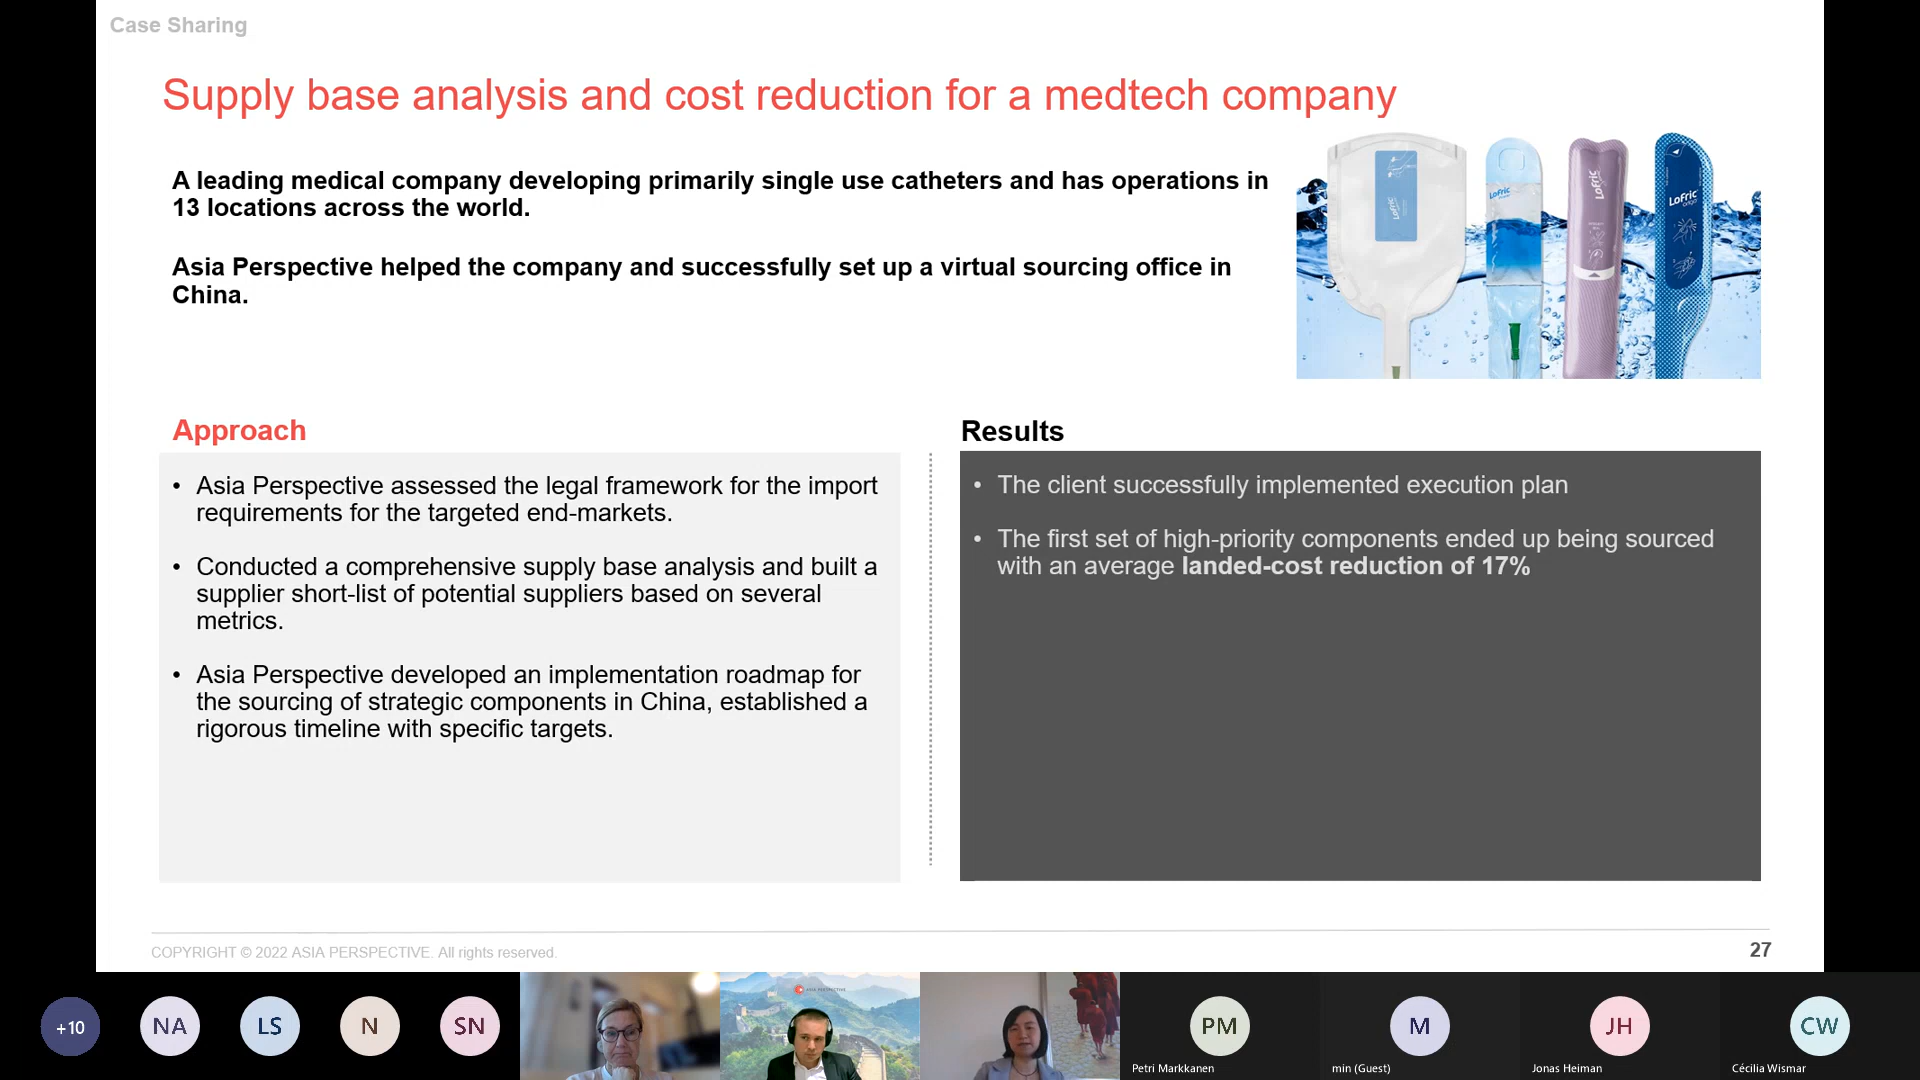 Case Sharing
Supply base analysis and cost reduction for a medtech company
A leading medical company developing primarily single use catheters and has operations in
13 locations across the world.
Asia Perspective helped the company and successfully set up a virtual sourcing office in
China.
LoFric
LoFric
LoFric
LoFric
origo
Approach
• Asia Perspective assessed the legal framework for the import
requirements for the targeted end-markets.
• Conducted a comprehensive supply base analysis and built a
supplier short-list of potential suppliers based on several
metrics.
• Asia Perspective developed an implementation roadmap for
the sourcing of strategic components in China, established a
rigorous timeline with specific targets.
Results
• The client successfully implemented execution plan
• The first set of high-priority components ended up being sourced
with an average landed-cost reduction of 17%
COPYRIGHT © 2022 ASIA PERSPECTIVE. All rights reserved.
27
+10
NA
LS
N
SN
ASIA PERSPECTIVE
PM
Petri Markkanen
M
min (Guest)
JH
Jonas Heiman
CW
Cécilia Wismar